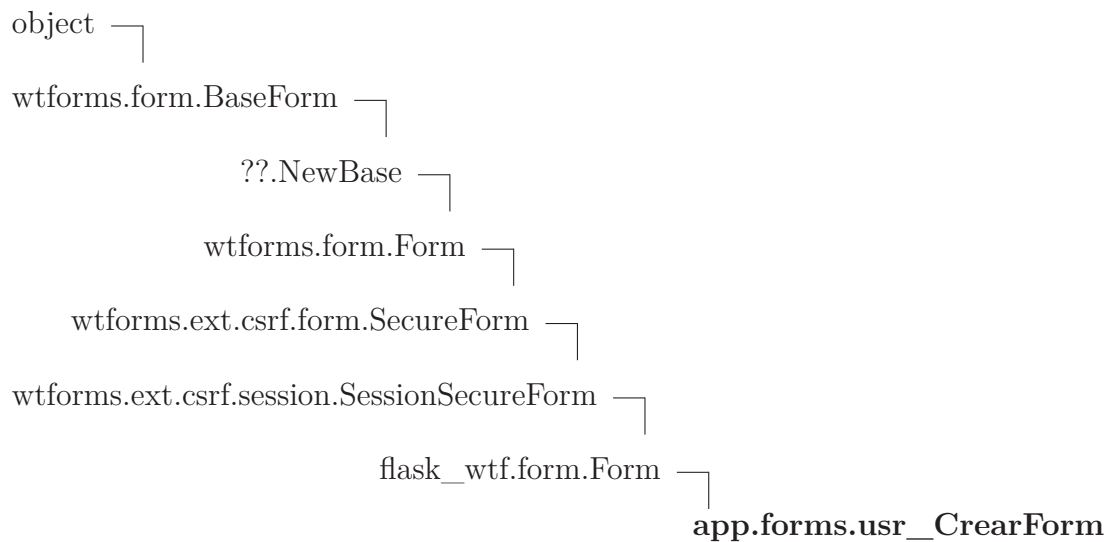 object
wtforms.form.BaseForm
??.NewBase
wtforms.form.Form
wtforms.ext.csrf.form.SecureForm
wtforms.ext.csrf.session.SessionSecureForm
flask_wtf.form.Form
app.forms.usr_CrearForm